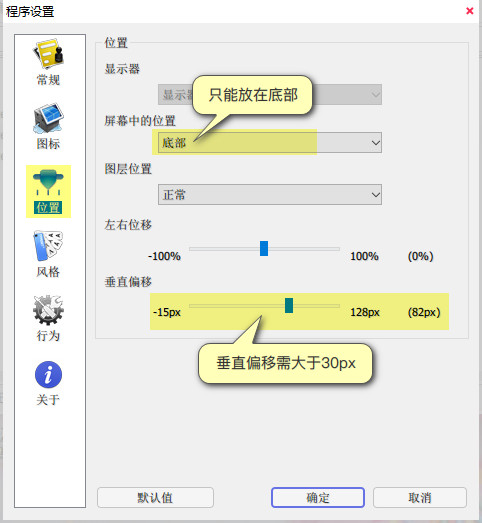 程序设置
常规
图标
位置
风格
行为
关于
位置
显示器
显示
只能放在底部
屏幕中的位置
底部
图层位置
正常
左右位移
-100% 100% (0%)
垂直偏移
-15px 128px (82px)
垂直偏移需大于30px
默认值 确定 取消